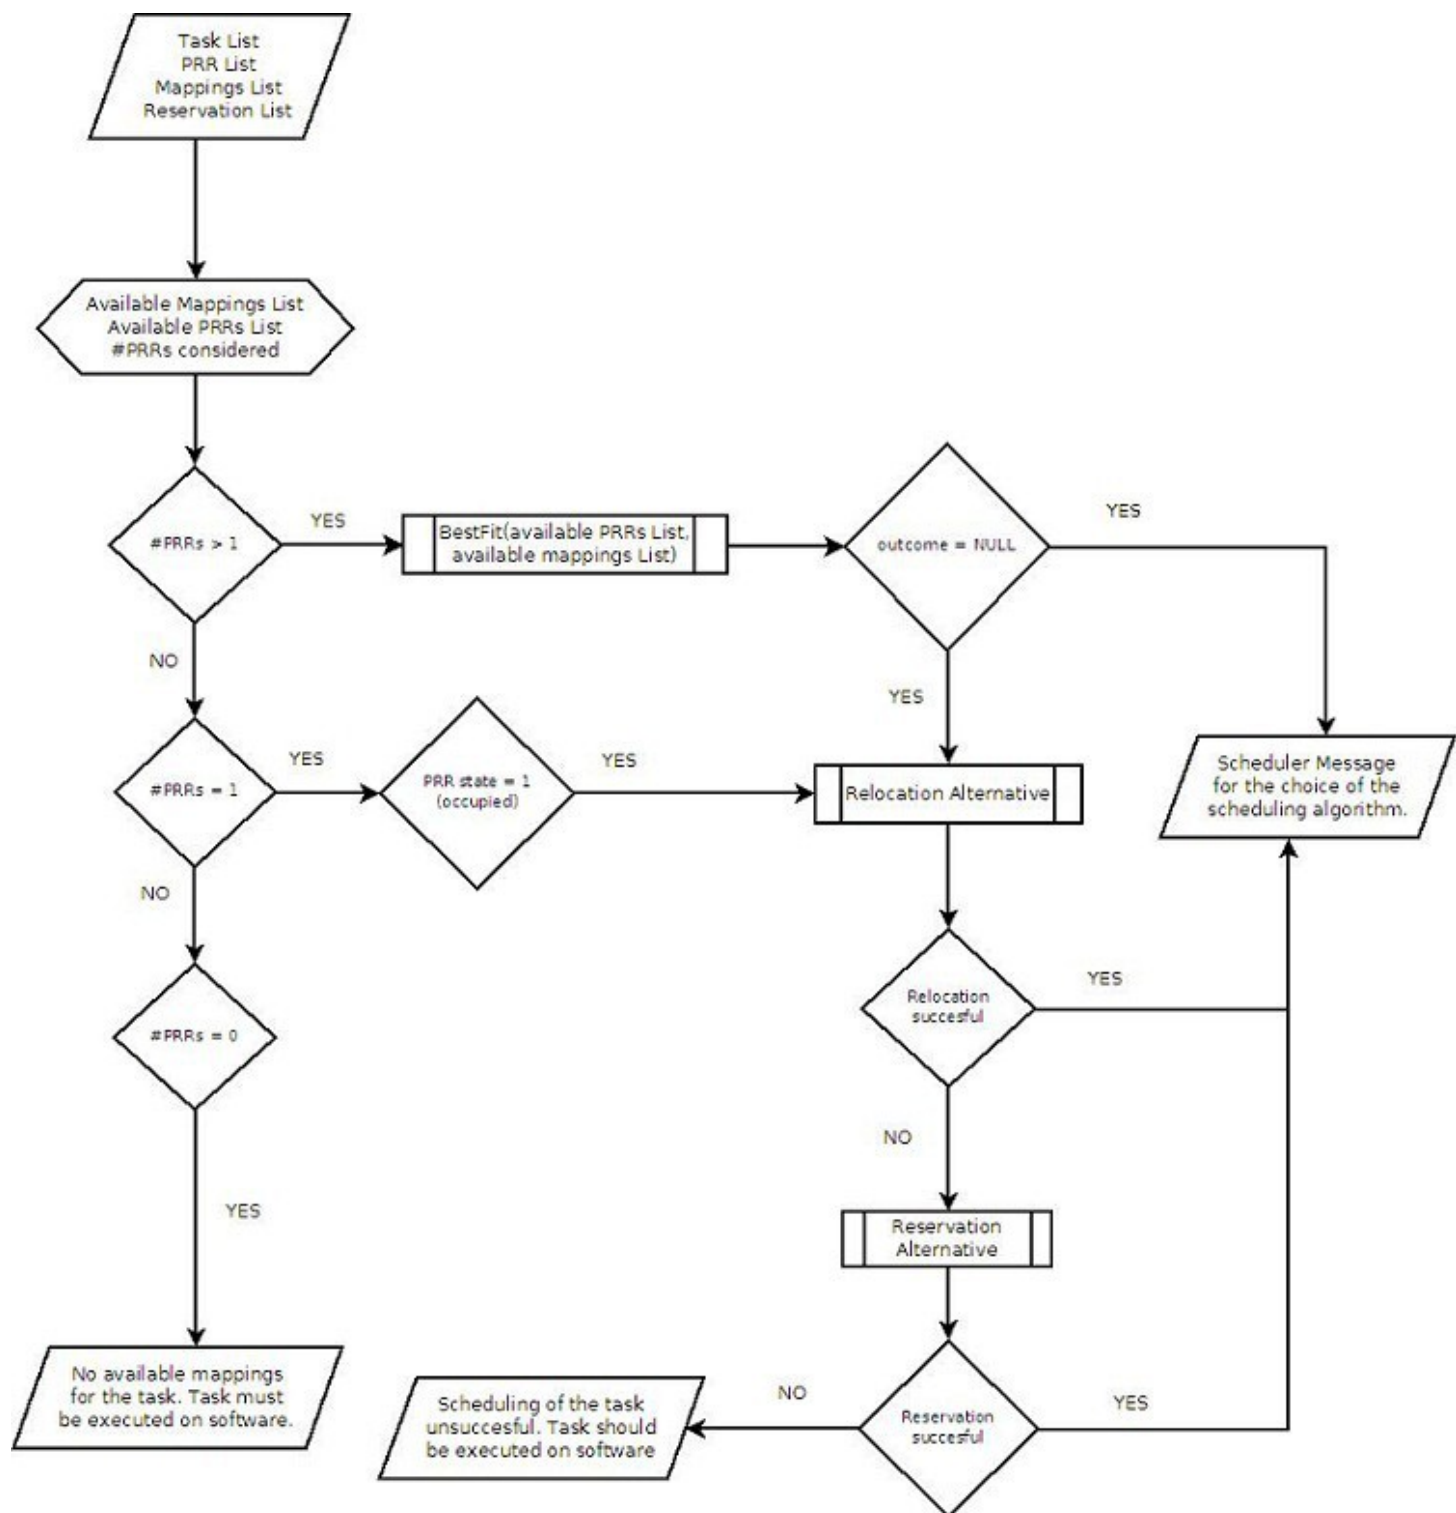 Task List
PRR List
Mappings List
Reservation List
Available Mappings List
Available PRRs List
#PRRs considered
#PRRs > 1
YES
BestFit(available PRRs List,
available mappings List)
outcome = NULL
YES
NO
YES
#PRRs = 1
YES
PRR state = 1
(occupied)
YES
Relocation Alternative
Scheduler Message
for the choice of the
scheduling algorithm.
NO
#PRRs = 0
Relocation
succesful
YES
NO
YES
Reservation
Alternative
No available mappings
for the task. Task must
be executed on software.
Scheduling of the task
unsuccesful. Task should
be executed on software
NO
Reservation
succesful
YES